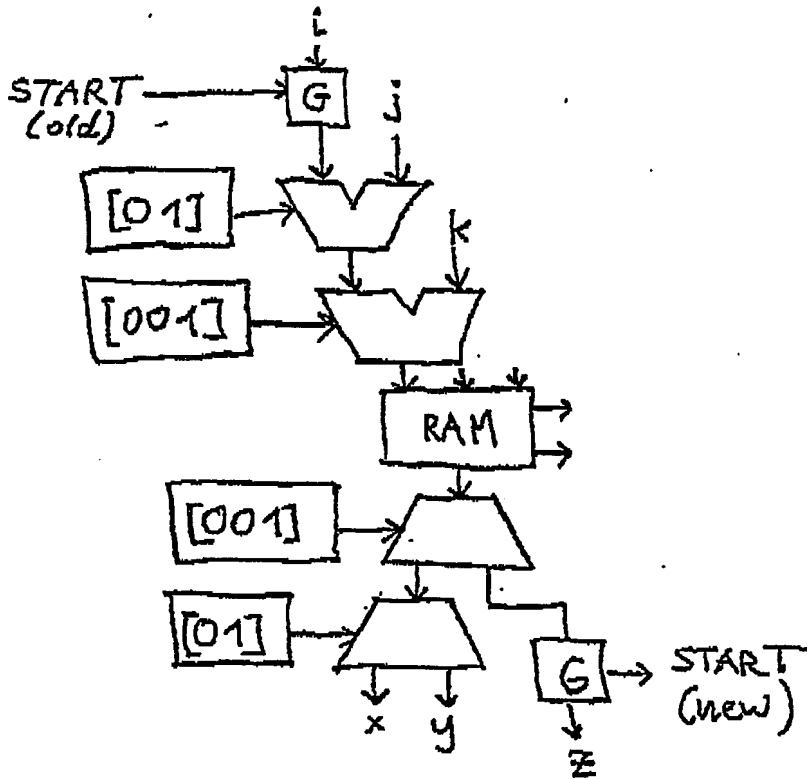 i
START
(old)
G
j
[01]
k
[001]
RAM
[001]
[01]
G
START
(new)
x
y
z